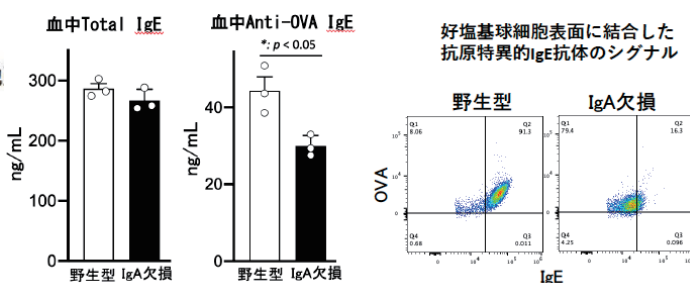 血中Total IgE
ng/mL
300
200
100
0
野生型 IgA欠損
血中Anti-OVA IgE
*: p < 0.05
ng/mL
40
20
0
野生型 IgA欠損
好塩基球細胞表面に結合した
抗原特異的IgE抗体のシグナル
野生型
IgA欠損
OVA
Q1
8.06
Q2
91.3
Q4
0.68
Q3
0.011
Q1
79.4
Q2
16.3
Q4
4.25
Q3
0.096
IgE